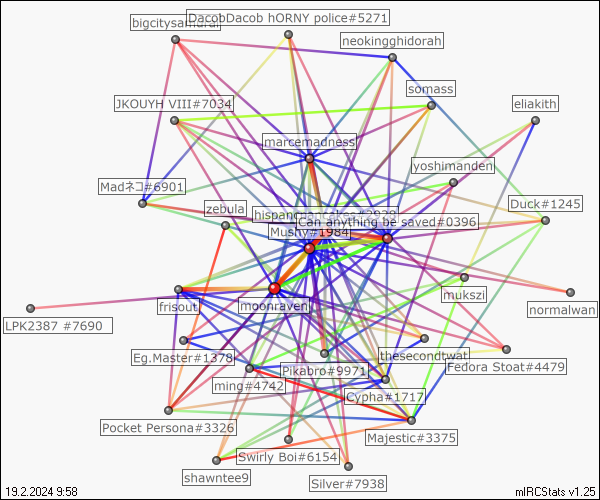 DacobDacob hORNY police#5271
bigcitysamurai
neokingghidorah
somass
JKOUYH VIII#7034
eliakith
marcemadness
yoshimanden
Madネコ#6901
Duck#1245
zebula
Can anything be saved#0396
Mushy#1984
mukszi
frisout
moonraven
normalwan
LPK2387 #7690
thesecondtwat
Eg.Master#1378
Fedora Stoat#4479
Pikabro#9971
ming#4742
Cypha#1717
Pocket Persona#3326
Majestic#3375
Swirly Boi#6154
shawntee9
Silver#7938
19.2.2024 9:58
mIRCStats v1.25